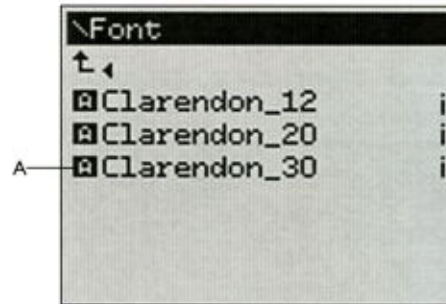 \Font
Clarendon_12 i
Clarendon_20 i
A Clarendon_30 i